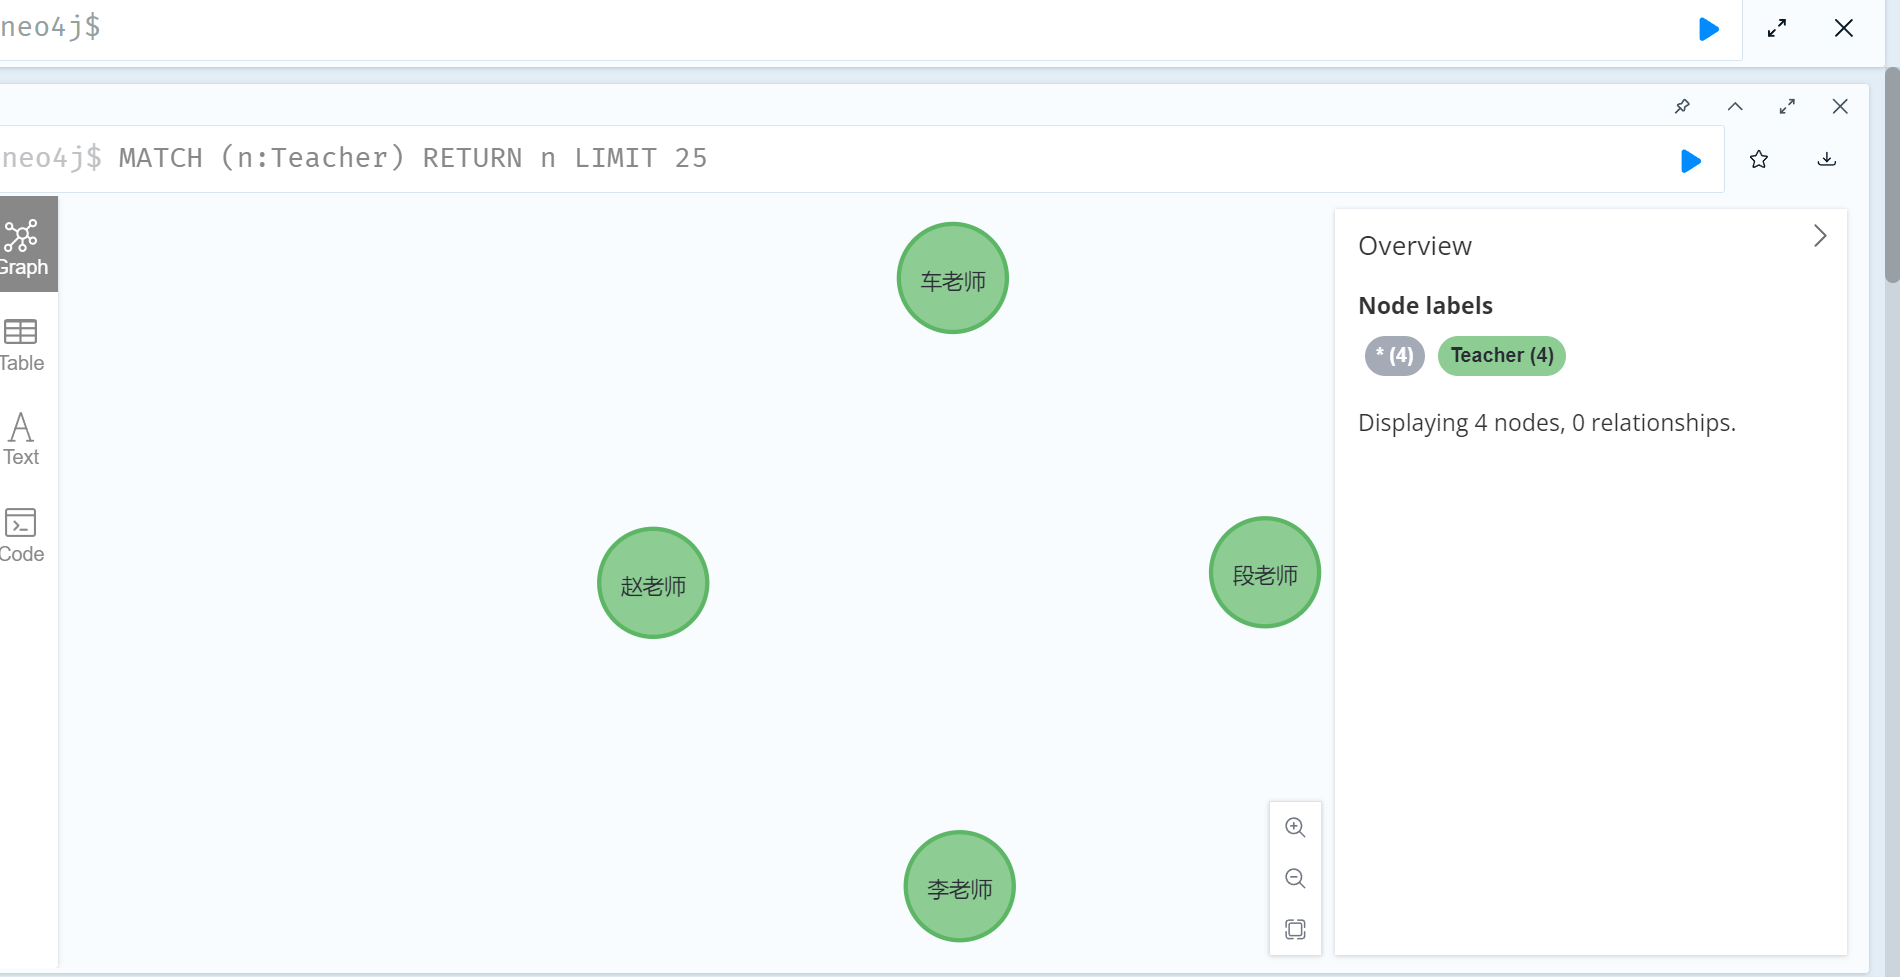 neo4j$
neo4j$ MATCH (n:Teacher) RETURN n LIMIT 25
Graph
Table
Text
Code
车老师
赵老师
段老师
李老师
Overview
Node labels
* (4) Teacher (4)
Displaying 4 nodes, 0 relationships.